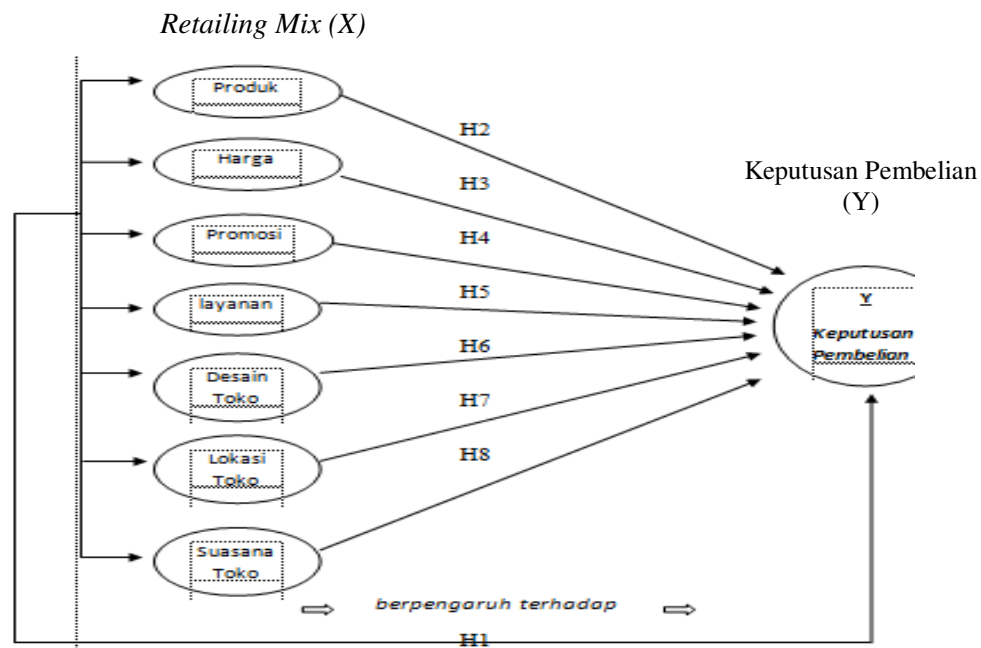 Retailing Mix (X)
Produk
H2
Harga
H3
Keputusan Pembelian
(Y)
Promosi
H4
layanan
H5
Y
Keputusan
Pembelian
H6
Desain
Toko
H7
Lokasi
Toko
H8
Suasana
Toko
berpengaruh terhadap
H1